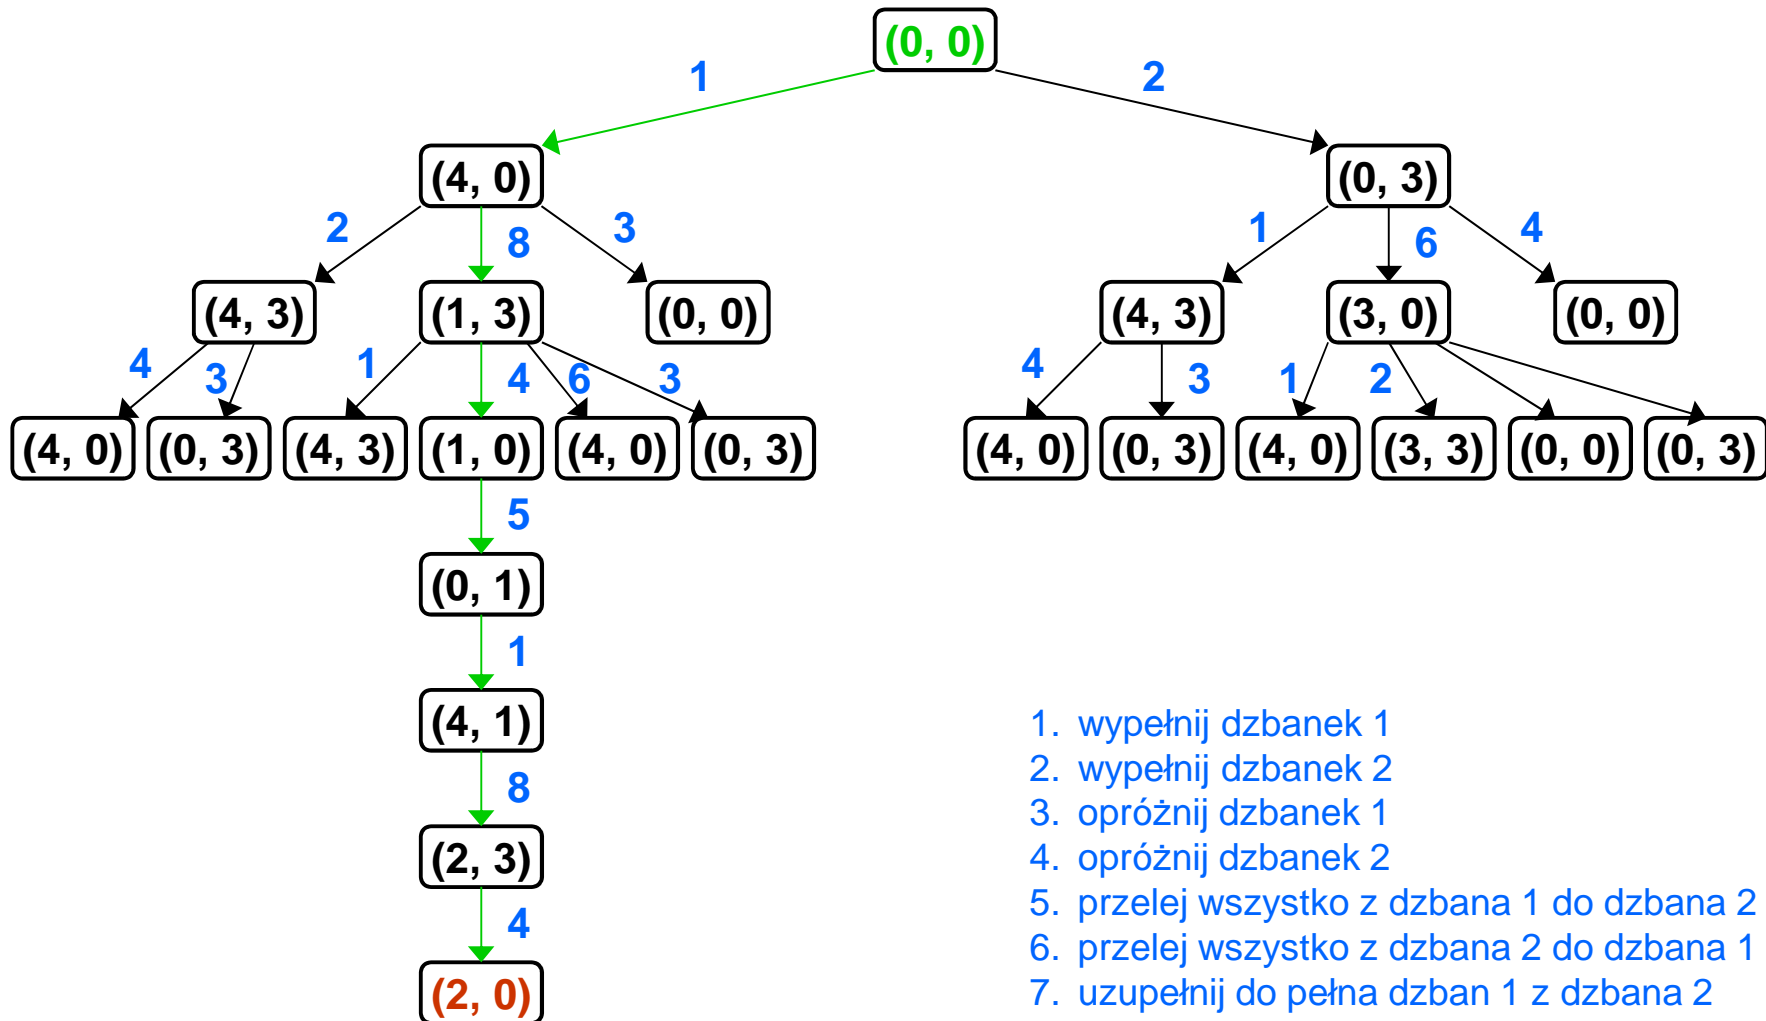 (0, 0)
1 2
(4, 0) (0, 3)
2 8 3 1 6 4
(4, 3) (1, 3) (0, 0) (4, 3) (3, 0) (0, 0)
4 3 1 4 6 3 4 3 1 2
(4, 0) (0, 3) (4, 3) (1, 0) (4, 0) (0, 3) (4, 0) (0, 3) (4, 0) (3, 3) (0, 0) (0, 3)
5
(0, 1)
1
(4, 1)
8
(2, 3)
4
(2, 0)
1. wypełnij dzbanek 1
2. wypełnij dzbanek 2
3. opróżnij dzbanek 1
4. opróżnij dzbanek 2
5. przelej wszystko z dzbana 1 do dzbana 2
6. przelej wszystko z dzbana 2 do dzbana 1
7. uzupełnij do pełna dzban 1 z dzbana 2